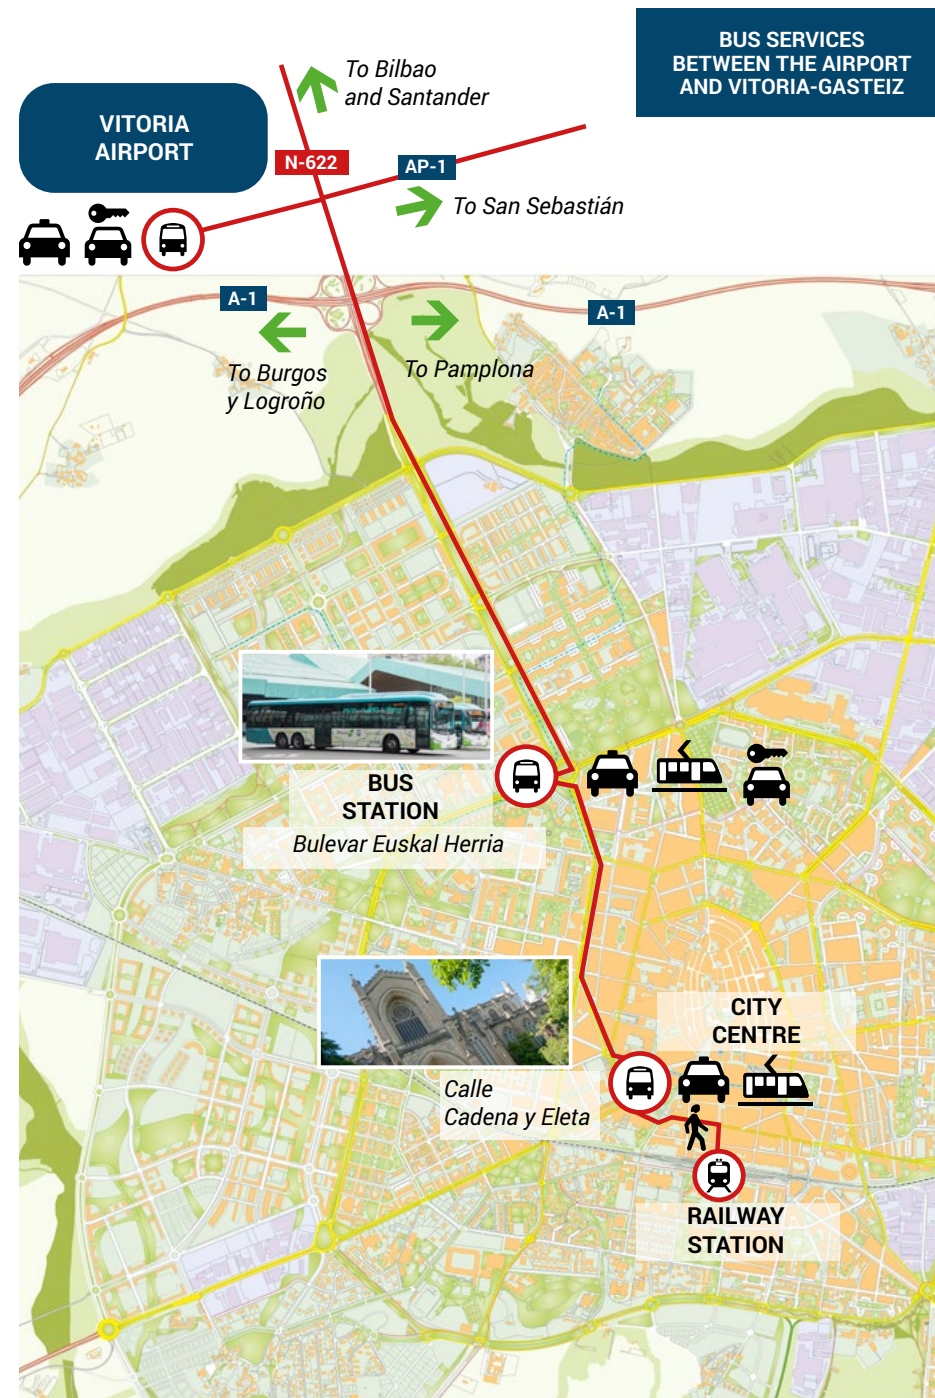 BUS SERVICES
BETWEEN THE AIRPORT
AND VITORIA-GASTEIZ
To Bilbao
and Santander
VITORIA
AIRPORT
N-622
AP-1
To San Sebastián
A-1
A-1
To Burgos
y Logroño
To Pamplona
BUS
STATION
Bulevar Euskal Herria
CITY
CENTRE
Calle
Cadena y Eleta
RAILWAY
STATION